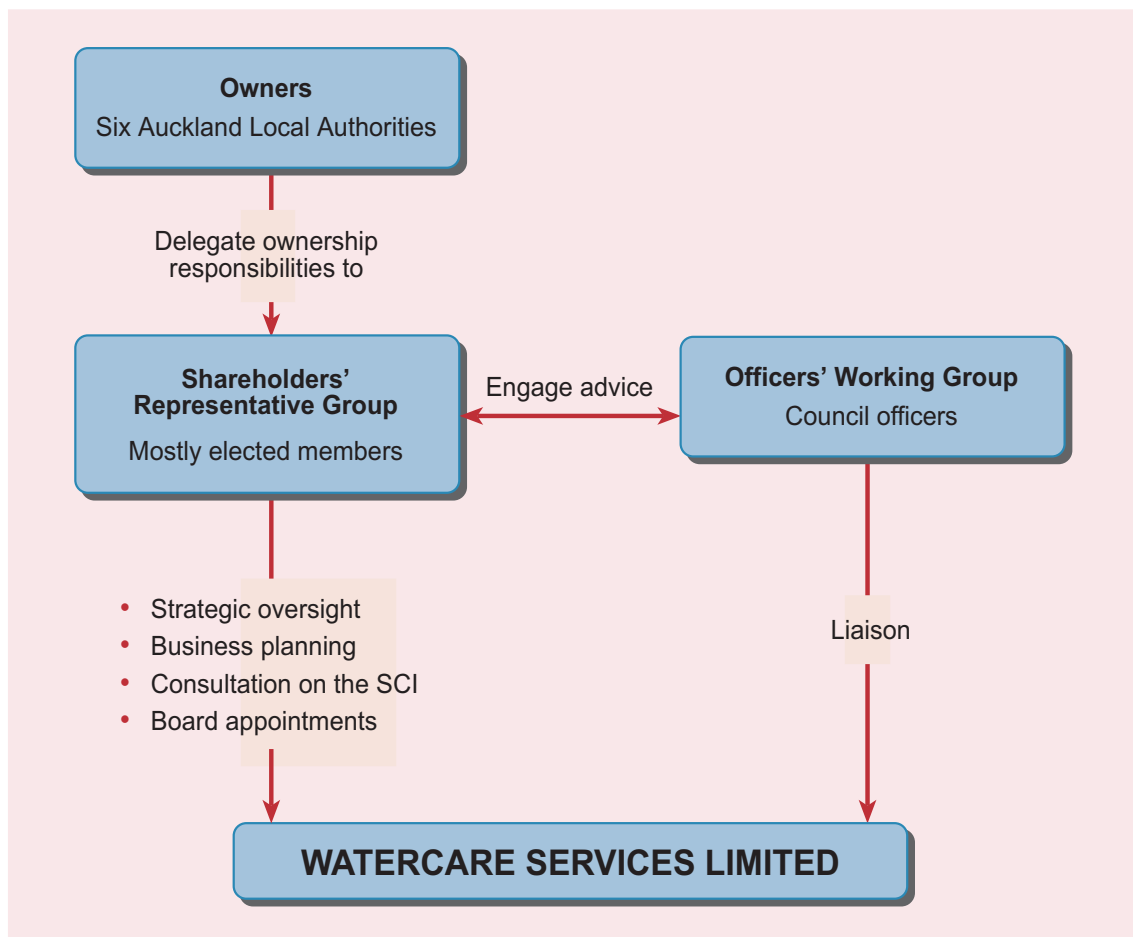 Owners
Six Auckland Local Authorities
Delegate ownership
responsibilities to
Shareholders’
Representative Group
Mostly elected members
Engage advice
Officers’ Working Group
Council officers
• Strategic oversight
• Business planning
• Consultation on the SCI
• Board appointments
Liaison
WATERCARE SERVICES LIMITED